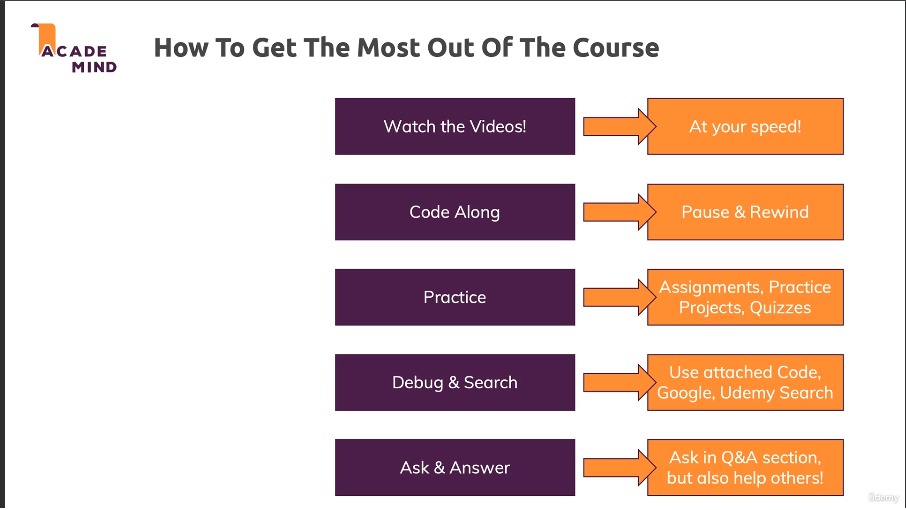 ACADE
MIND
How To Get The Most Out Of The Course
Watch the Videos!
At your speed!
Code Along
Pause & Rewind
Practice
Assignments, Practice
Projects, Quizzes
Debug & Search
Use attached Code,
Google, Udemy Search
Ask & Answer
Ask in Q&A section,
but also help others!
ûdemy